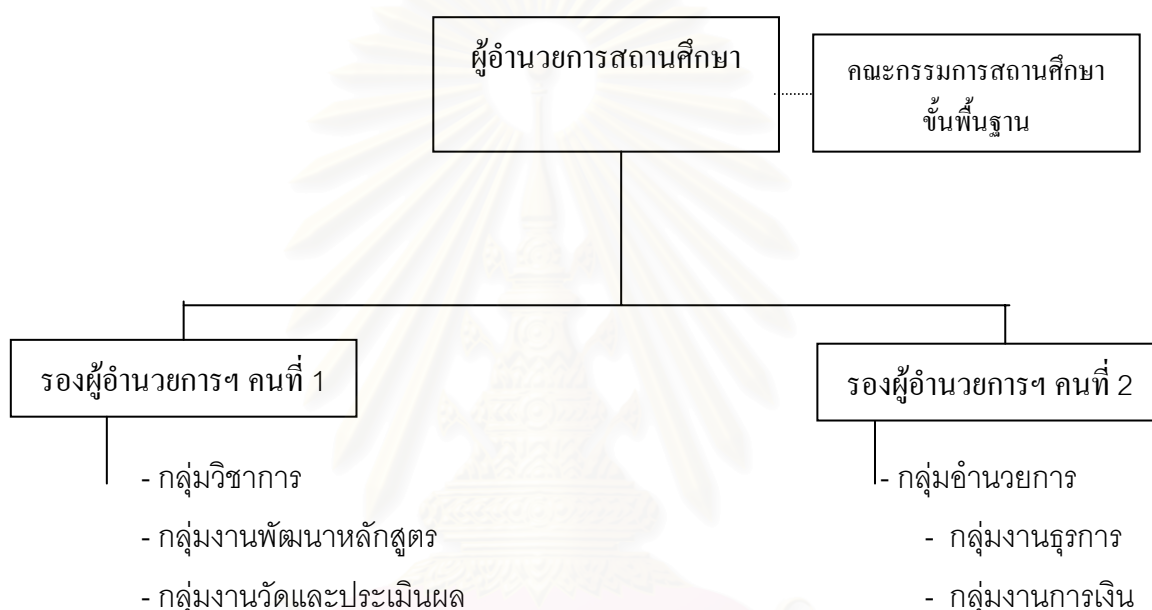 ผู้อำนวยการสถานศึกษา
คณะกรรมการสถานศึกษา
ขั้นพื้นฐาน
รองผู้อำนวยการฯ คนที่ 1
รองผู้อำนวยการฯ คนที่ 2
- กลุ่มวิชาการ
- กลุ่มงานพัฒนาหลักสูตร
- กลุ่มงานวัดและประเมินผล
- กลุ่มอำนวยการ
- กลุ่มงานธุรการ
- กลุ่มงานการเงิน